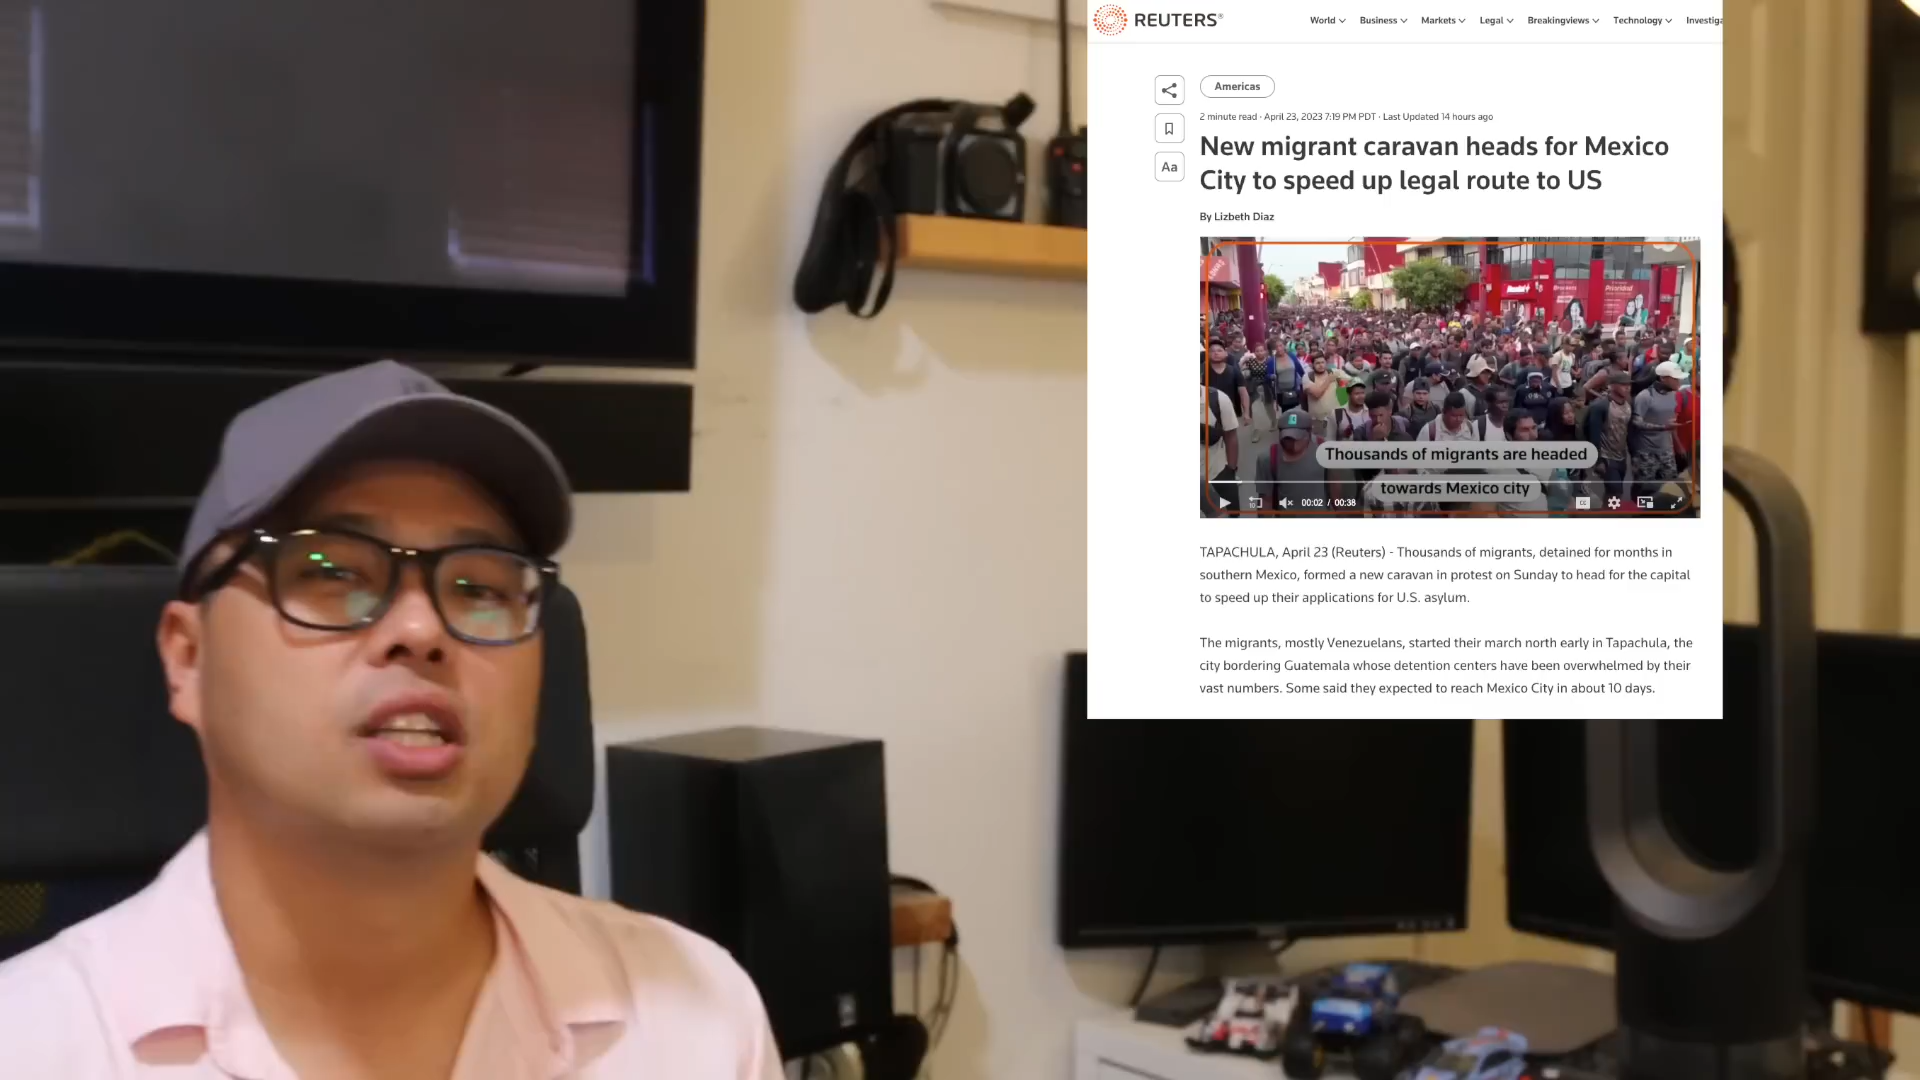 REUTERS®
World Business Markets Legal Breakingviews Technology Investiga
Americas
2 minute read · April 23, 2023 7:19 PM PDT · Last Updated 14 hours ago
Aa
New migrant caravan heads for Mexico
City to speed up legal route to US
By Lizbeth Diaz
Thousands of migrants are headed
towards Mexico city
00:02 / 00:38
TAPACHULA, April 23 (Reuters) - Thousands of migrants, detained for months in
southern Mexico, formed a new caravan in protest on Sunday to head for the capital
to speed up their applications for U.S. asylum.
The migrants, mostly Venezuelans, started their march north early in Tapachula, the
city bordering Guatemala whose detention centers have been overwhelmed by their
vast numbers. Some said they expected to reach Mexico City in about 10 days.